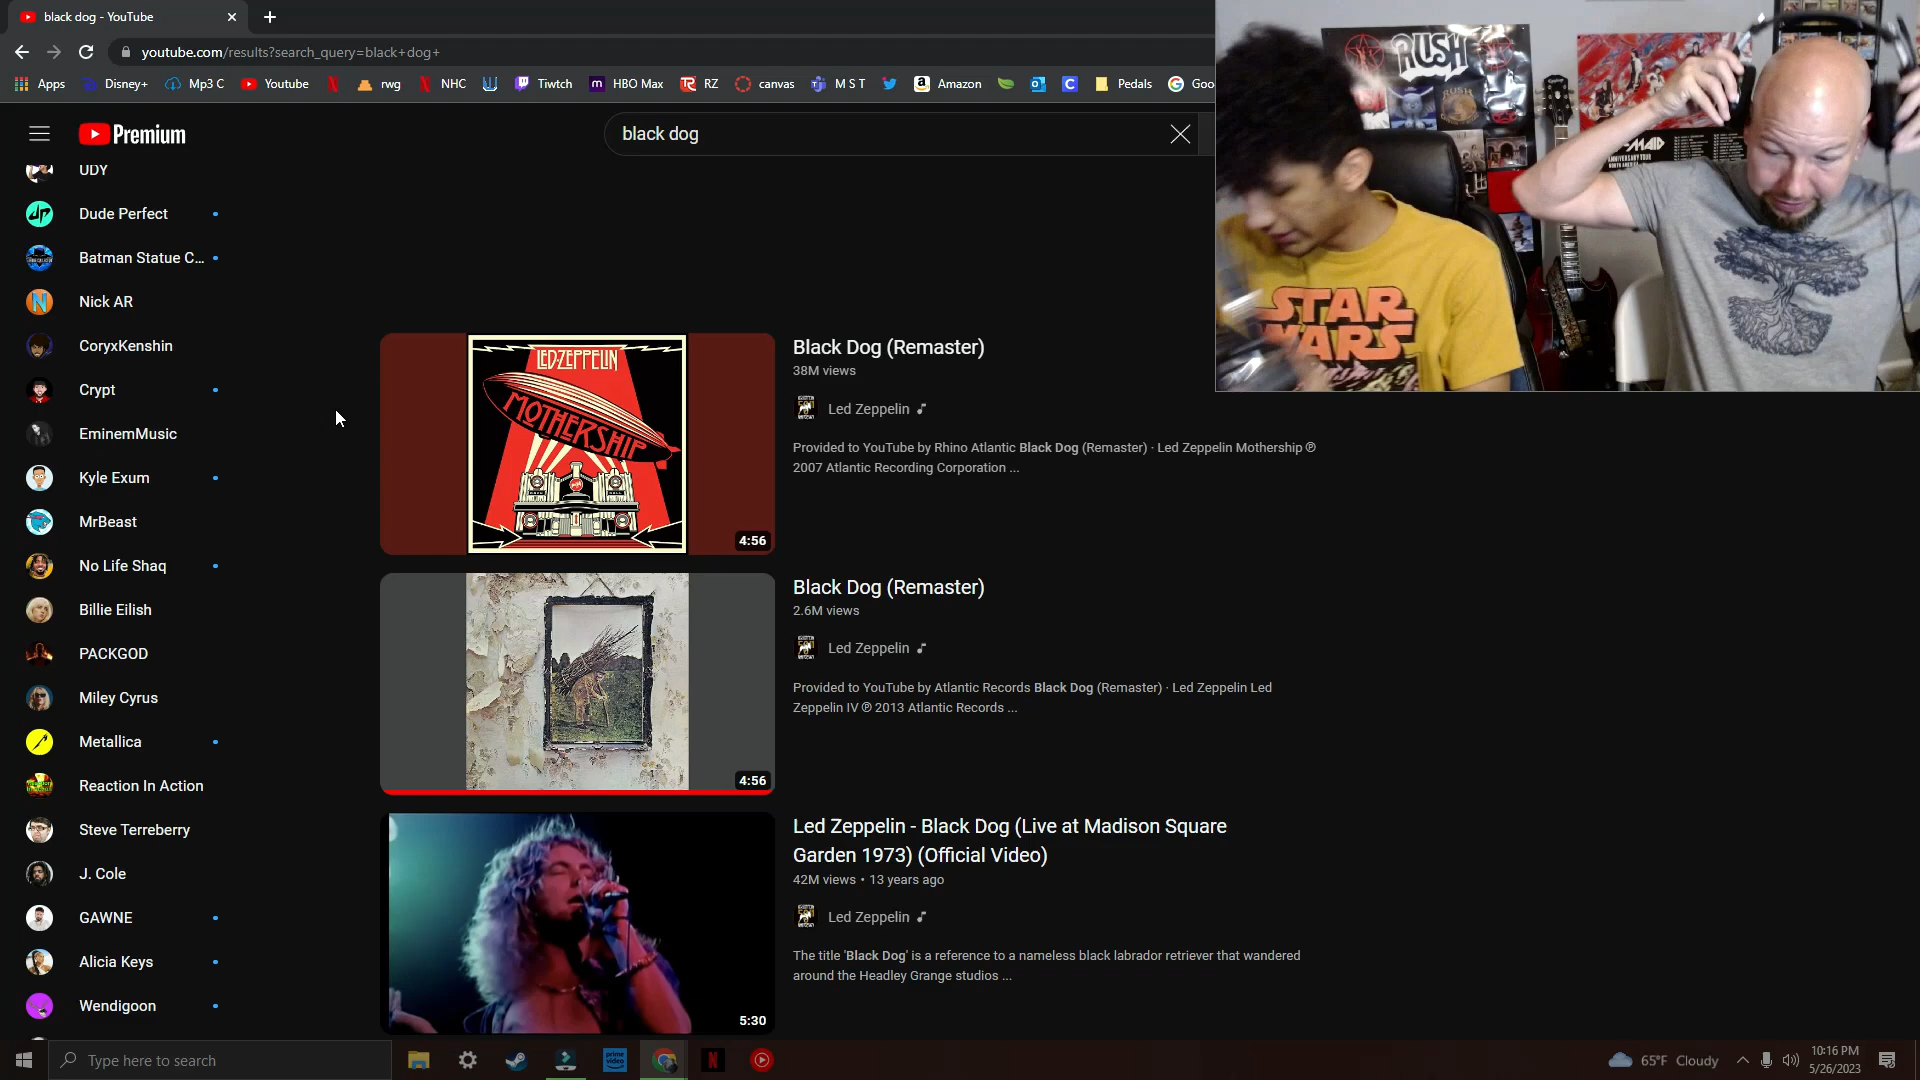 black dog - YouTube
youtube.com/results?search_query=black+dog+
Apps Disney+ Mp3 C Youtube rwg NHC Tiwtch HBO Max RZ canvas M S T Amazon Pedals Goo
Premium
black dog
UDY
Dude Perfect
Batman Statue C...
Nick AR
CoryxKenshin
Crypt
EminemMusic
Kyle Exum
MrBeast
No Life Shaq
Billie Eilish
PACKGOD
Miley Cyrus
Metallica
Reaction In Action
Steve Terreberry
J. Cole
GAWNE
Alicia Keys
Wendigoon
LED ZEPPELIN
MOTHERSHIP
4:56
Black Dog (Remaster)
38M views
Led Zeppelin
Provided to YouTube by Rhino Atlantic Black Dog (Remaster) · Led Zeppelin Mothership ℗
2007 Atlantic Recording Corporation ...
4:56
Black Dog (Remaster)
2.6M views
Led Zeppelin
Provided to YouTube by Atlantic Records Black Dog (Remaster) · Led Zeppelin Led
Zeppelin IV ℗ 2013 Atlantic Records ...
5:30
Led Zeppelin - Black Dog (Live at Madison Square
Garden 1973) (Official Video)
42M views • 13 years ago
Led Zeppelin
The title 'Black Dog' is a reference to a nameless black labrador retriever that wandered
around the Headley Grange studios ...
RUSH
RUSH
-MAID
STAR
WARS
Type here to search
prime video
65°F Cloudy
10:16 PM
5/26/2023